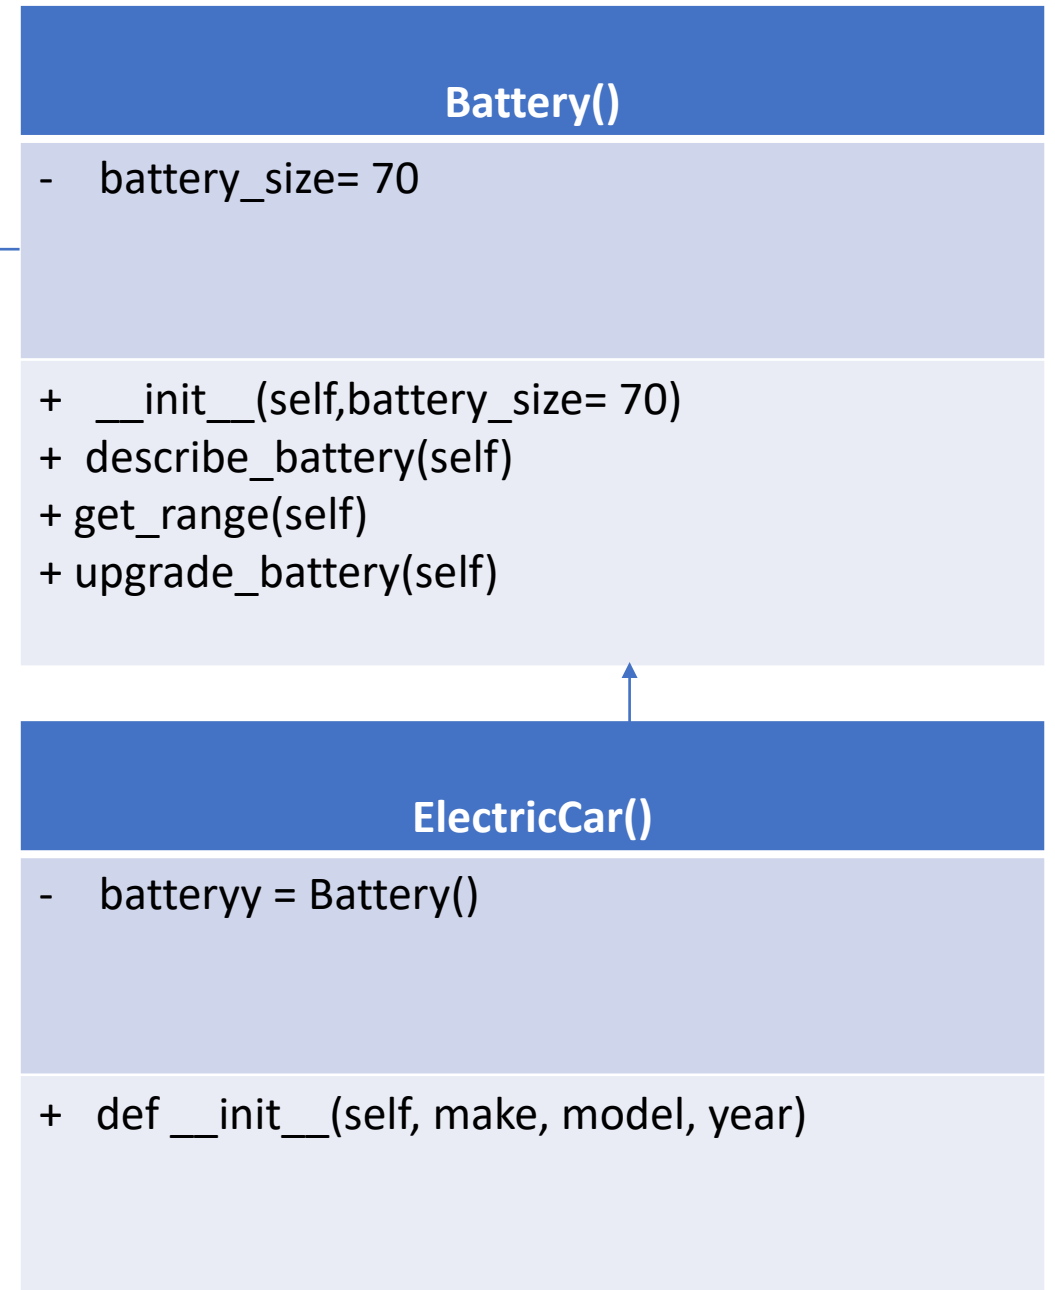 Battery()
- battery_size= 70
+ __init__(self,battery_size= 70)
+ describe_battery(self)
+ get_range(self)
+ upgrade_battery(self)
ElectricCar()
- batteryy = Battery()
+ def __init__(self, make, model, year)